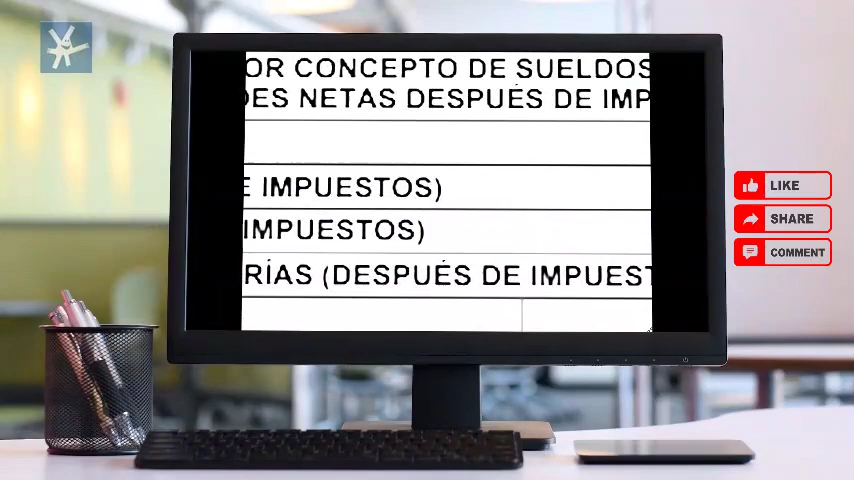 OR CONCEPTO DE SUELDOS
DES NETAS DESPUÉS DE IMP
E IMPUESTOS)
IMPUESTOS)
RÍAS (DESPUÉS DE IMPUEST
LIKE
SHARE
COMMENT